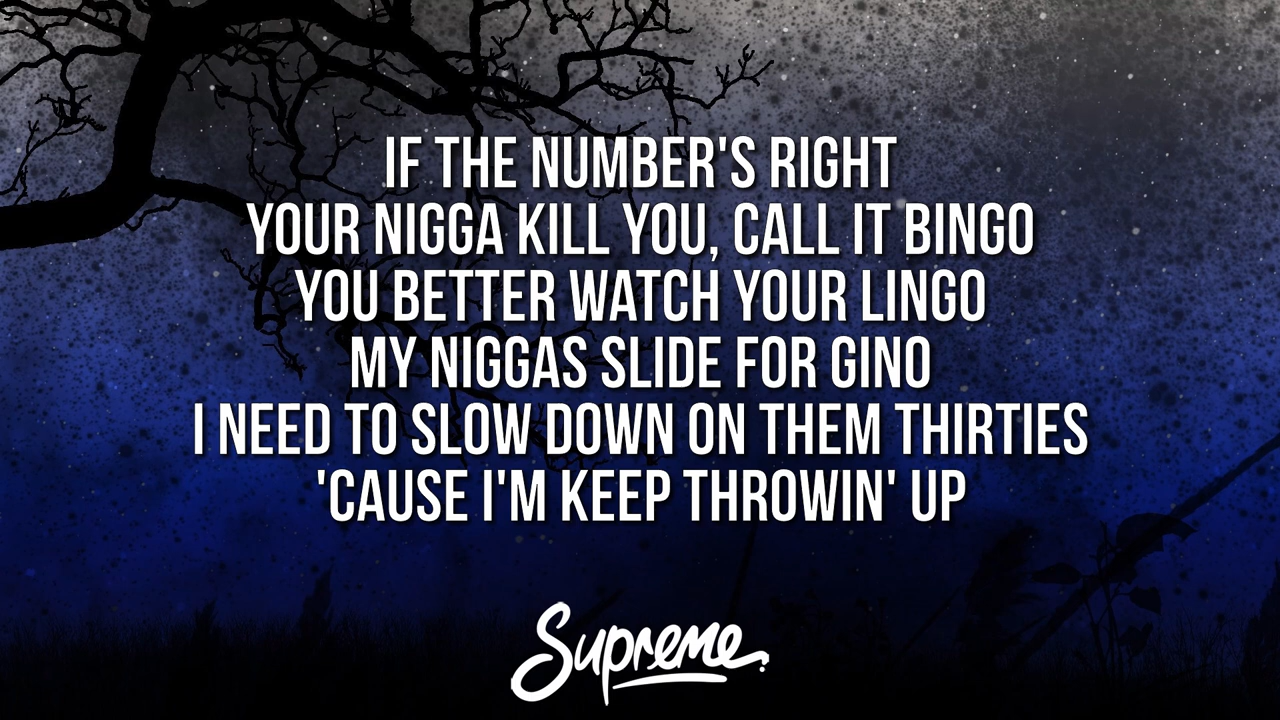 IF THE NUMBER'S RIGHT
YOUR NIGGA KILL YOU, CALL IT BINGO
YOU BETTER WATCH YOUR LINGO
MY NIGGAS SLIDE FOR GINO
I NEED TO SLOW DOWN ON THEM THIRTIES
'CAUSE I'M KEEP THROWIN' UP
Supreme